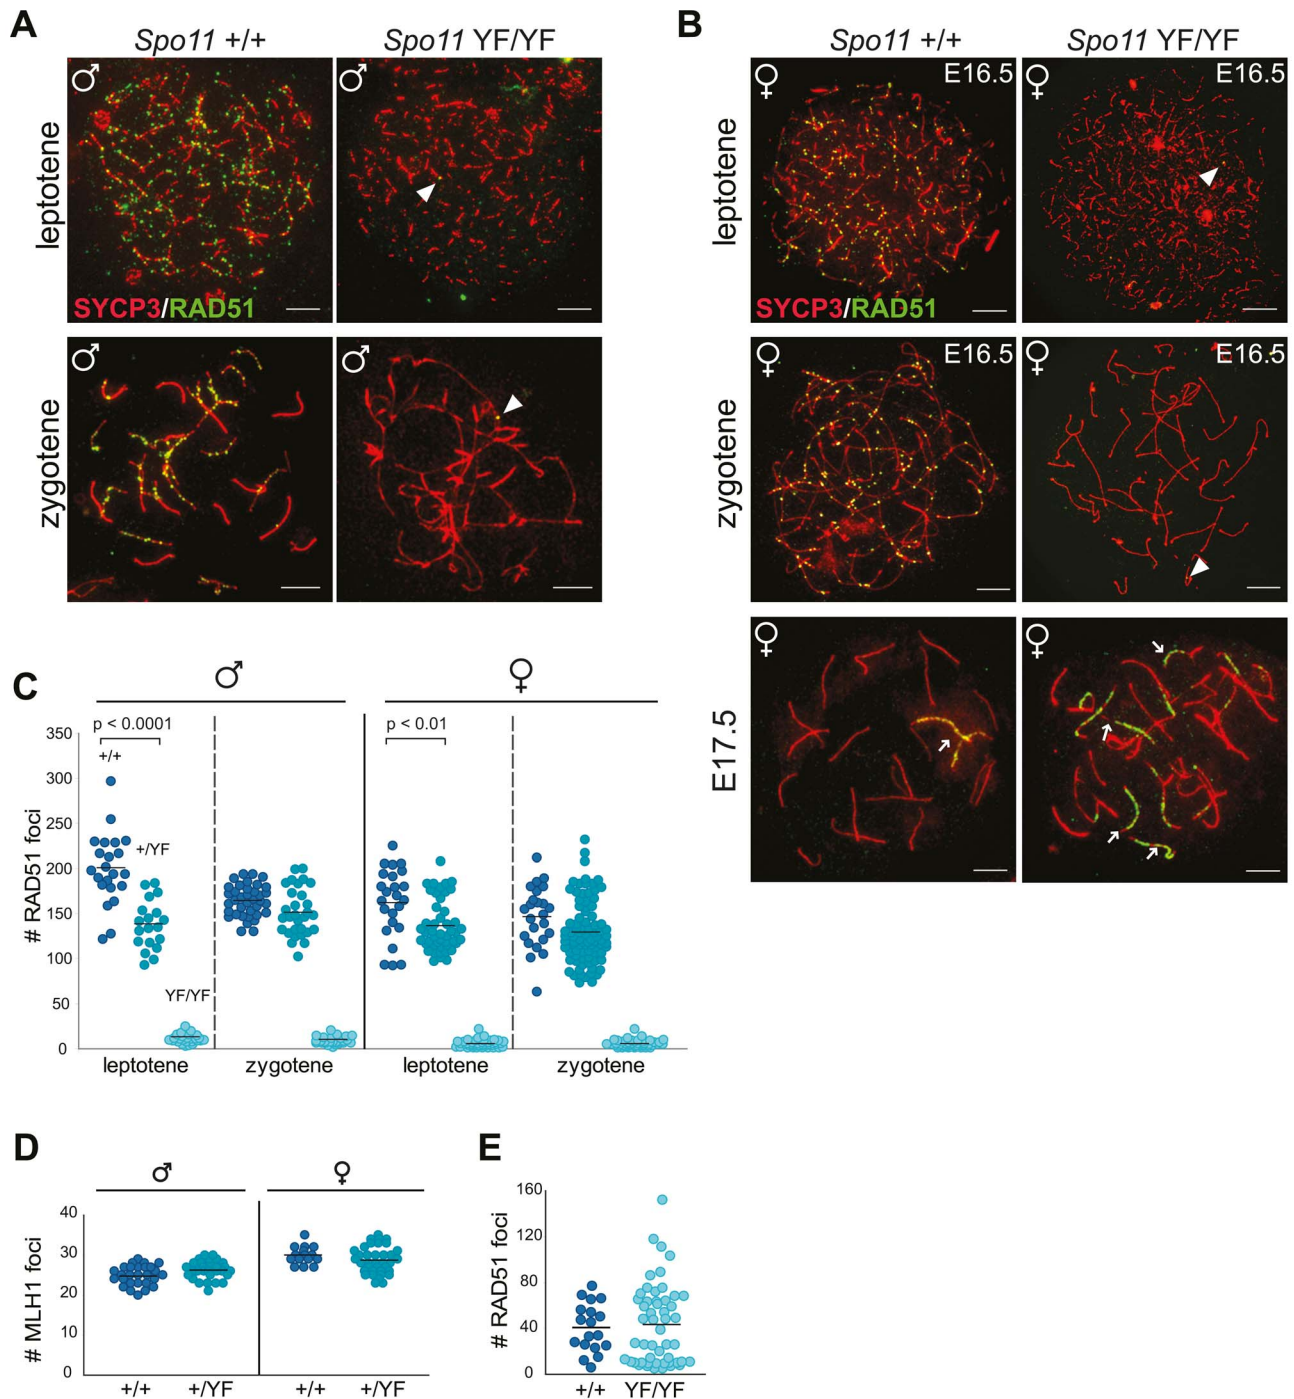 A
Spo11 +/+
Spo11 YF/YF
♂
♂
leptotene
SYCP3/RAD51
♂
♂
zygotene
B
Spo11 +/+
Spo11 YF/YF
♀
E16.5
♀
E16.5
leptotene
SYCP3/RAD51
♀
E16.5
♀
E16.5
zygotene
♀
♀
E17.5
C
♂
♀
p < 0.0001
p < 0.01
+/+
+/YF
YF/YF
# RAD51 foci
350
300
250
200
150
100
50
0
leptotene
zygotene
leptotene
zygotene
D
♂
♀
# MLH1 foci
40
30
20
10
0
+/+
+/YF
+/+
+/YF
E
# RAD51 foci
160
120
80
40
0
+/+
YF/YF